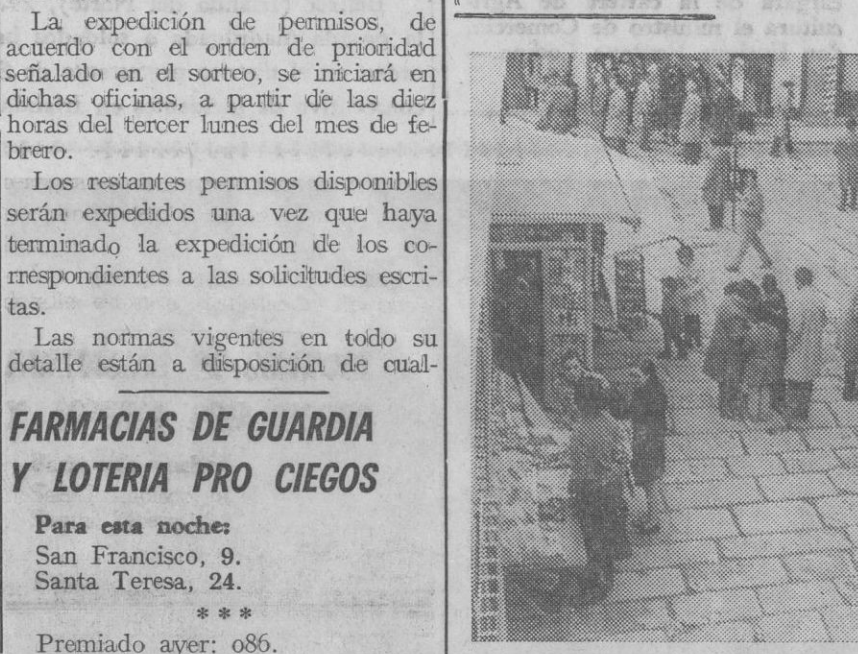 La expedición de permisos, de
acuerdo con el orden de prioridad
señalado en el sorteo, se iniciará en
dichas oficinas, a partir de las diez
horas del tercer lunes del mes de fe-
brero.
Los restantes permisos disponibles
serán expedidos una vez que haya
terminado la expedición de los co-
rrespondientes a las solicitudes escri-
tas.
Las normas vigentes en todo su
detalle están a disposición de cual-
FARMACIAS DE GUARDIA
Y LOTERIA PRO CIEGOS
Para esta noche:
San Francisco, 9.
Santa Teresa, 24.
* * *
Premiado ayer: 086.